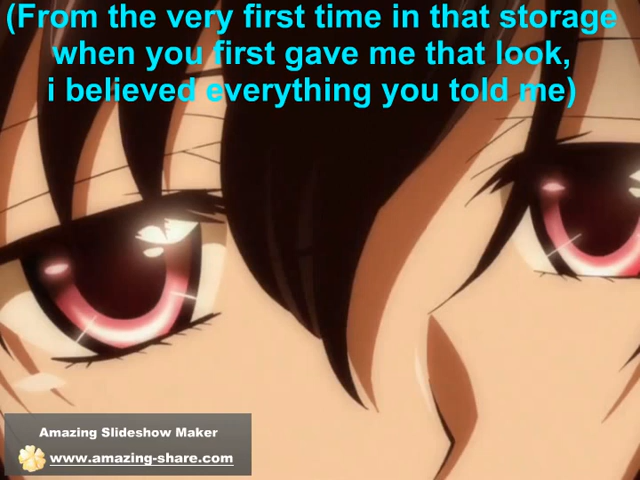 (From the very first time in that storage
when you first gave me that look,
i believed everything you told me)
Amazing Slideshow Maker
www.amazing-share.com